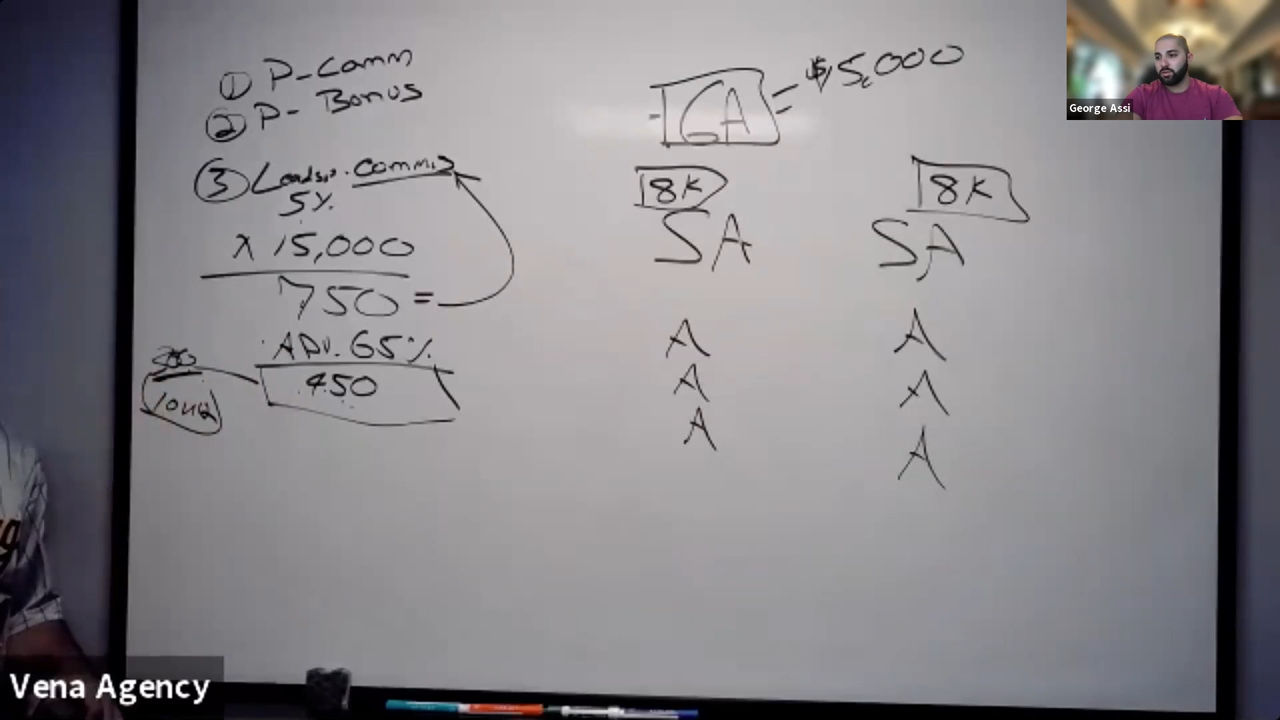 ① P-Comm
② P- Bonus
③ Leads.. Comm.
5%
x 15,000
750 =
ADV. 65%
450
GA = $5,000
8K
8K
SA
SA
A
A
A
A
A
A
George Assi
Vena Agency